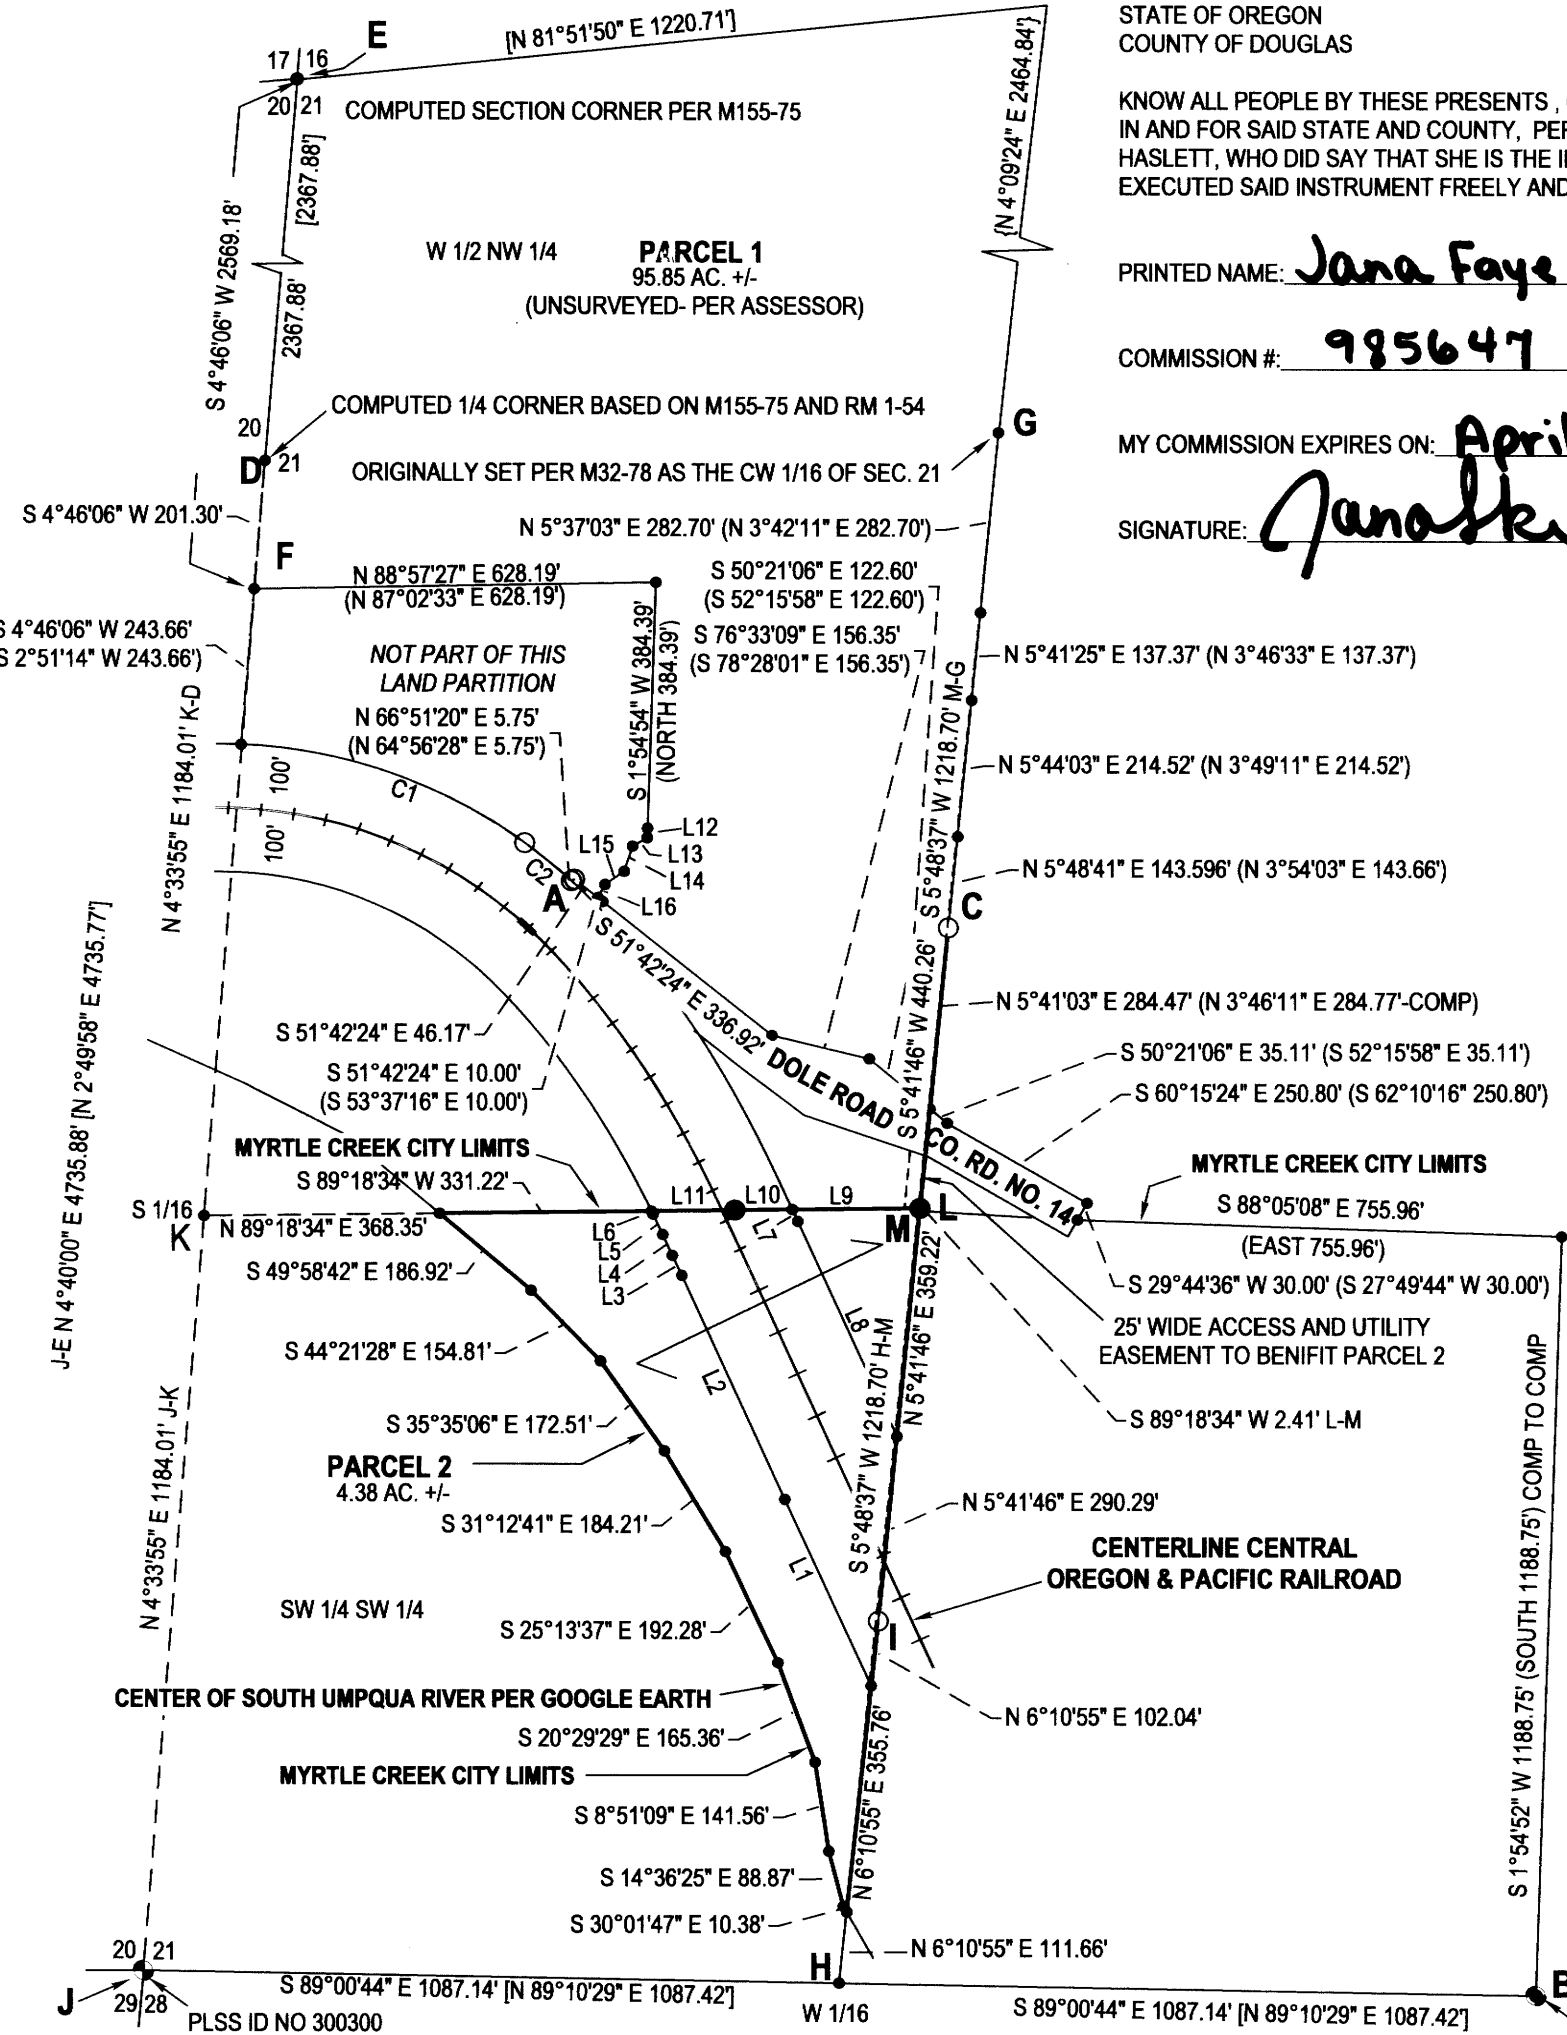 [N 81°51'50" E 1220.71']
E
17 16
20 21
COMPUTED SECTION CORNER PER M155-75
[2367.88']
2367.88'
S 4°46'06" W 2569.18'
{N 4°09'24" E 2464.84'}
W 1/2 NW 1/4
PARCEL 1
95.85 AC. +/-
(UNSURVEYED- PER ASSESSOR)
STATE OF OREGON
COUNTY OF DOUGLAS
KNOW ALL PEOPLE BY THESE PRESENTS ,
IN AND FOR SAID STATE AND COUNTY,
HASLETT, WHO DID SAY THAT SHE IS THE
EXECUTED SAID INSTRUMENT FREELY AND
PRINTED NAME: Jana Faye
COMMISSION #: 985647
MY COMMISSION EXPIRES ON: April
SIGNATURE:
COMPUTED 1/4 CORNER BASED ON M155-75 AND RM 1-54
20
D 21
G
ORIGINALLY SET PER M32-78 AS THE CW 1/16 OF SEC. 21
S 4°46'06" W 201.30'
N 5°37'03" E 282.70' (N 3°42'11" E 282.70')
F
N 88°57'27" E 628.19'
(N 87°02'33" E 628.19')
S 50°21'06" E 122.60'
(S 52°15'58" E 122.60')
S 4°46'06" W 243.66'
S 2°51'14" W 243.66')
S 76°33'09" E 156.35'
(S 78°28'01" E 156.35')
N 5°41'25" E 137.37' (N 3°46'33" E 137.37')
NOT PART OF THIS
LAND PARTITION
S 1°54'54" W 384.39'
(NORTH 384.39')
N 66°51'20" E 5.75'
(N 64°56'28" E 5.75')
S 5°48'37" W 1218.70' M-G
N 5°44'03" E 214.52' (N 3°49'11" E 214.52')
N 4°33'55" E 1184.01' K-D
100'
100'
C1
C2
A
L12
L13
L14
L15
L16
N 5°48'41" E 143.596' (N 3°54'03" E 143.66')
C
S 51°42'24" E 336.92'
DOLE ROAD
CO. RD. NO. 14
S 5°41'46" W 440.26'
N 5°41'03" E 284.47' (N 3°46'11" E 284.77'-COMP)
S 51°42'24" E 46.17'
S 51°42'24" E 10.00'
(S 53°37'16" E 10.00')
S 50°21'06" E 35.11' (S 52°15'58" E 35.11')
S 60°15'24" E 250.80' (S 62°10'16" 250.80')
J-E N 4°40'00" E 4735.88' [N 2°49'58" E 4735.77']
MYRTLE CREEK CITY LIMITS
S 89°18'34" W 331.22'
MYRTLE CREEK CITY LIMITS
S 1/16
K
N 89°18'34" E 368.35'
L11
L10
L9
M
L
S 88°05'08" E 755.96'
(EAST 755.96')
L6
L5
L4
L3
L7
L8
L2
L1
S 49°58'42" E 186.92'
S 29°44'36" W 30.00' (S 27°49'44" W 30.00')
N 5°41'46" E 359.22'
25' WIDE ACCESS AND UTILITY
EASEMENT TO BENIFIT PARCEL 2
S 44°21'28" E 154.81'
S 5°48'37" W 1218.70' H-M
S 89°18'34" W 2.41' L-M
S 35°35'06" E 172.51'
PARCEL 2
4.38 AC. +/-
N 4°33'55" E 1184.01' J-K
S 31°12'41" E 184.21'
N 5°41'46" E 290.29'
CENTERLINE CENTRAL
OREGON & PACIFIC RAILROAD
SW 1/4 SW 1/4
S 25°13'37" E 192.28'
I
CENTER OF SOUTH UMPQUA RIVER PER GOOGLE EARTH
N 6°10'55" E 102.04'
S 20°29'29" E 165.36'
MYRTLE CREEK CITY LIMITS
N 6°10'55" E 355.76'
S 8°51'09" E 141.56'
S 14°36'25" E 88.87'
S 30°01'47" E 10.38'
S 1°54'52" W 1188.75' (SOUTH 1188.75') COMP TO COMP
20 21
N 6°10'55" E 111.66'
H
J
29 28
S 89°00'44" E 1087.14' [N 89°10'29" E 1087.42']
PLSS ID NO 300300
W 1/16
S 89°00'44" E 1087.14' [N 89°10'29" E 1087.42']